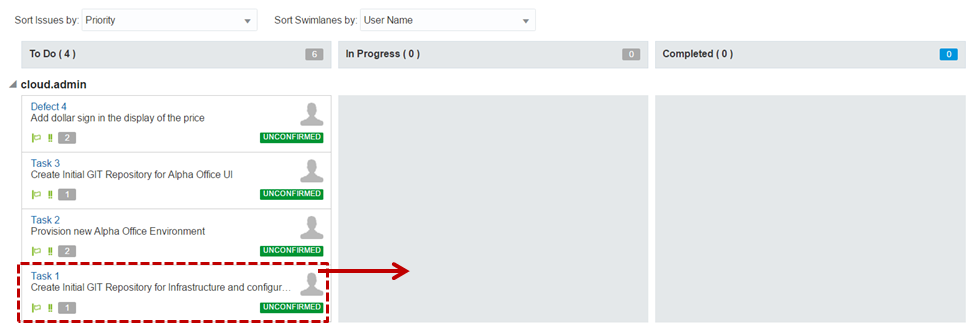 Sort Issues by: Priority Sort Swimlanes by: User Name
To Do ( 4 ) 6 In Progress ( 0 ) 0 Completed ( 0 ) 0
cloud.admin
Defect 4
Add dollar sign in the display of the price
2 UNCONFIRMED
Task 3
Create Initial GIT Repository for Alpha Office UI
1 UNCONFIRMED
Task 2
Provision new Alpha Office Environment
2 UNCONFIRMED
Task 1
Create Initial GIT Repository for Infrastructure and configur...
1 UNCONFIRMED